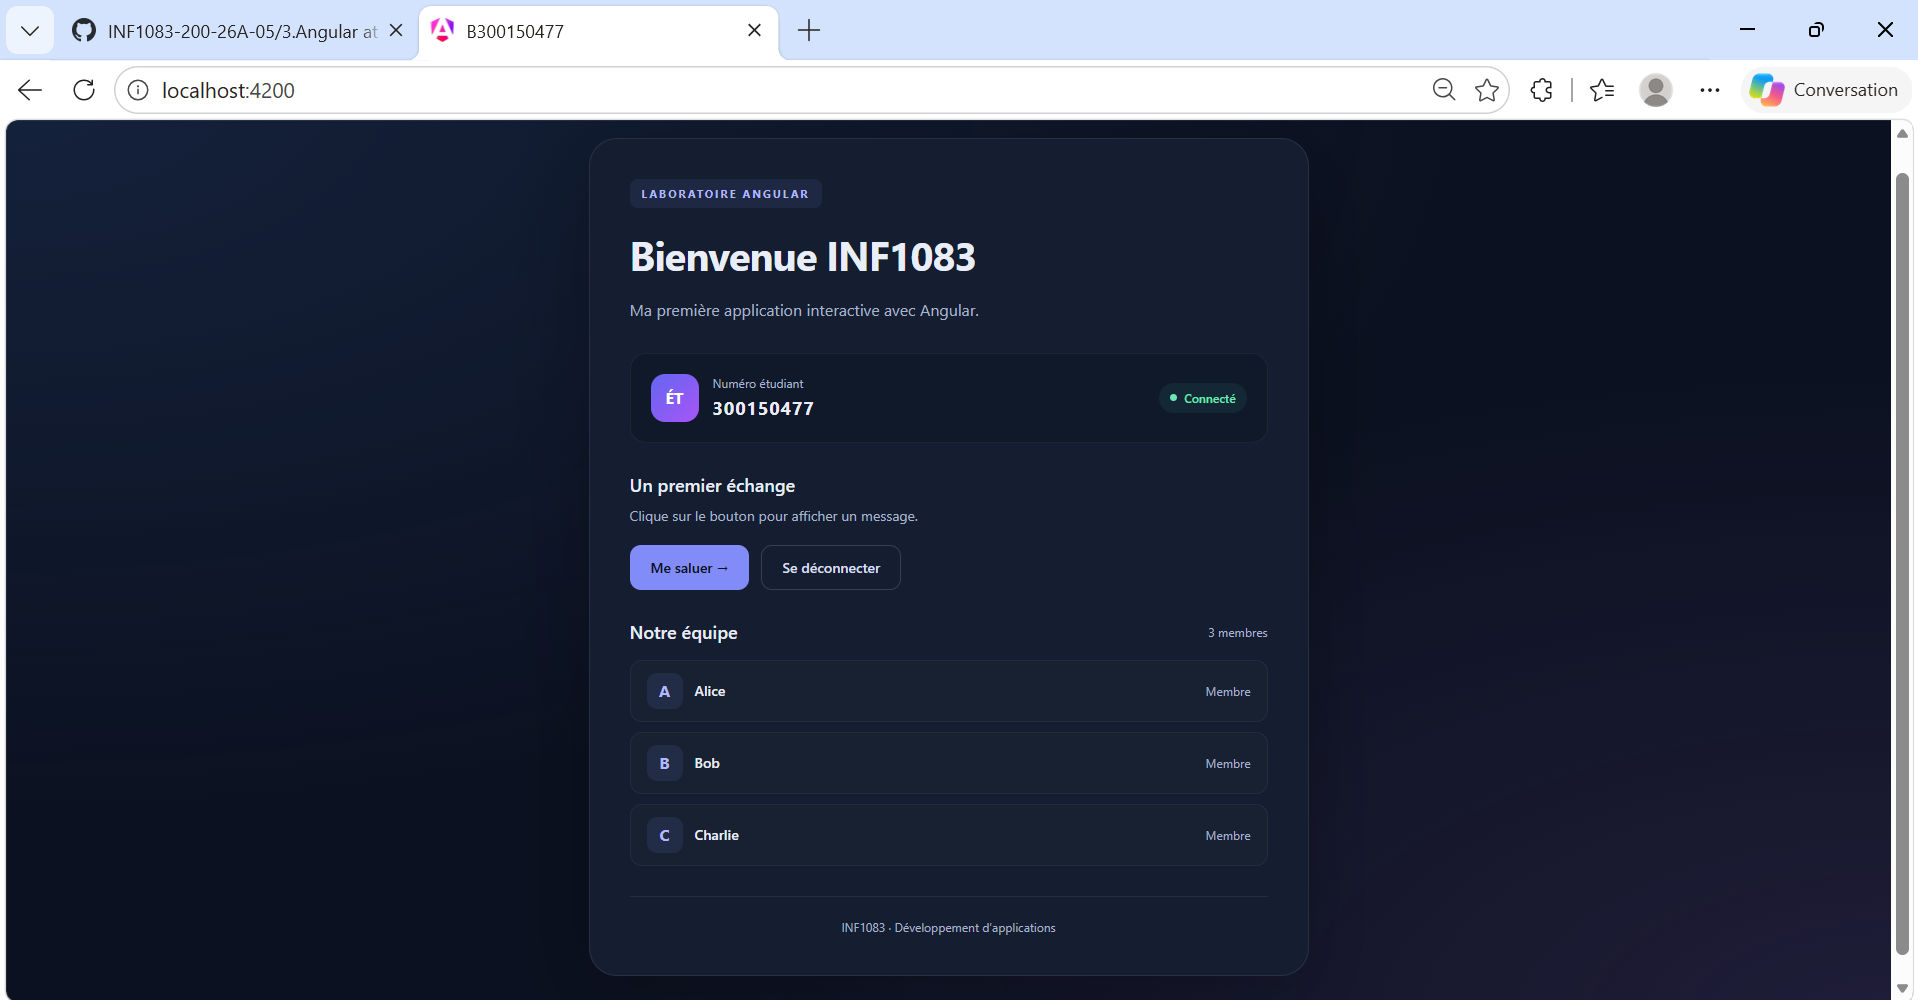 INF1083-200-26A-05/3.Angular at
B300150477
localhost:4200
Conversation
LABORATOIRE ANGULAR
Bienvenue INF1083
Ma première application interactive avec Angular.
ÉT
Numéro étudiant
300150477
Connecté
Un premier échange
Clique sur le bouton pour afficher un message.
Me saluer →
Se déconnecter
Notre équipe
3 membres
A
Alice
Membre
B
Bob
Membre
C
Charlie
Membre
INF1083 · Développement d'applications